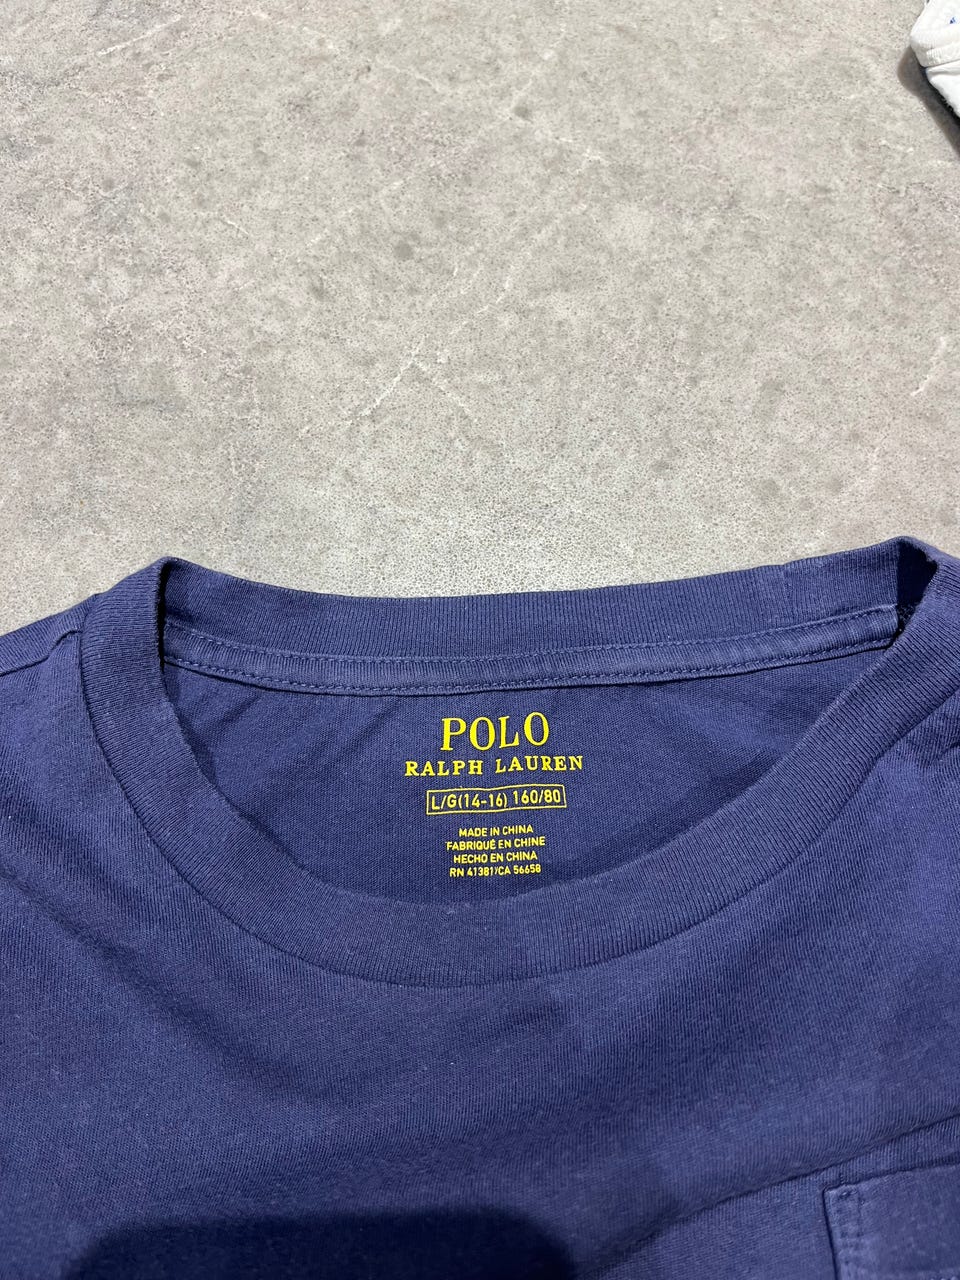 POLO
RALPH LAUREN
L/G(14-16) 160/80
MADE IN CHINA
FABRIQUÉ EN CHINE
HECHO EN CHINA
RN 41381/CA 56658